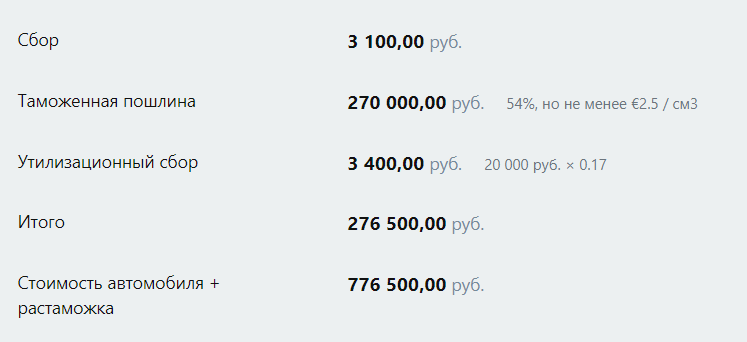 Сбор 3 100,00 руб.
Таможенная пошлина 270 000,00 руб. 54%, но не менее €2.5 / см3
Утилизационный сбор 3 400,00 руб. 20 000 руб. × 0.17
Итого 276 500,00 руб.
Стоимость автомобиля + 776 500,00 руб.
растаможка